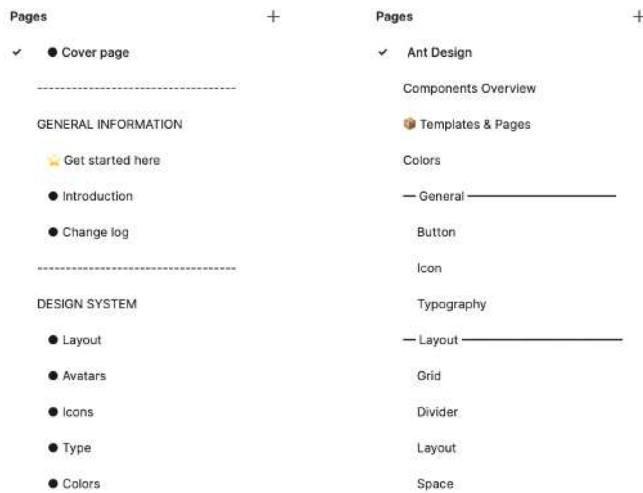 Pages +
✓ ● Cover page
-----------------------------------
GENERAL INFORMATION
⭐ Get started here
● Introduction
● Change log
-----------------------------------
DESIGN SYSTEM
● Layout
● Avatars
● Icons
● Type
● Colors
Pages +
✓ Ant Design
Components Overview
📦 Templates & Pages
Colors
— General ——————————
Button
Icon
Typography
— Layout ———————————
Grid
Divider
Layout
Space